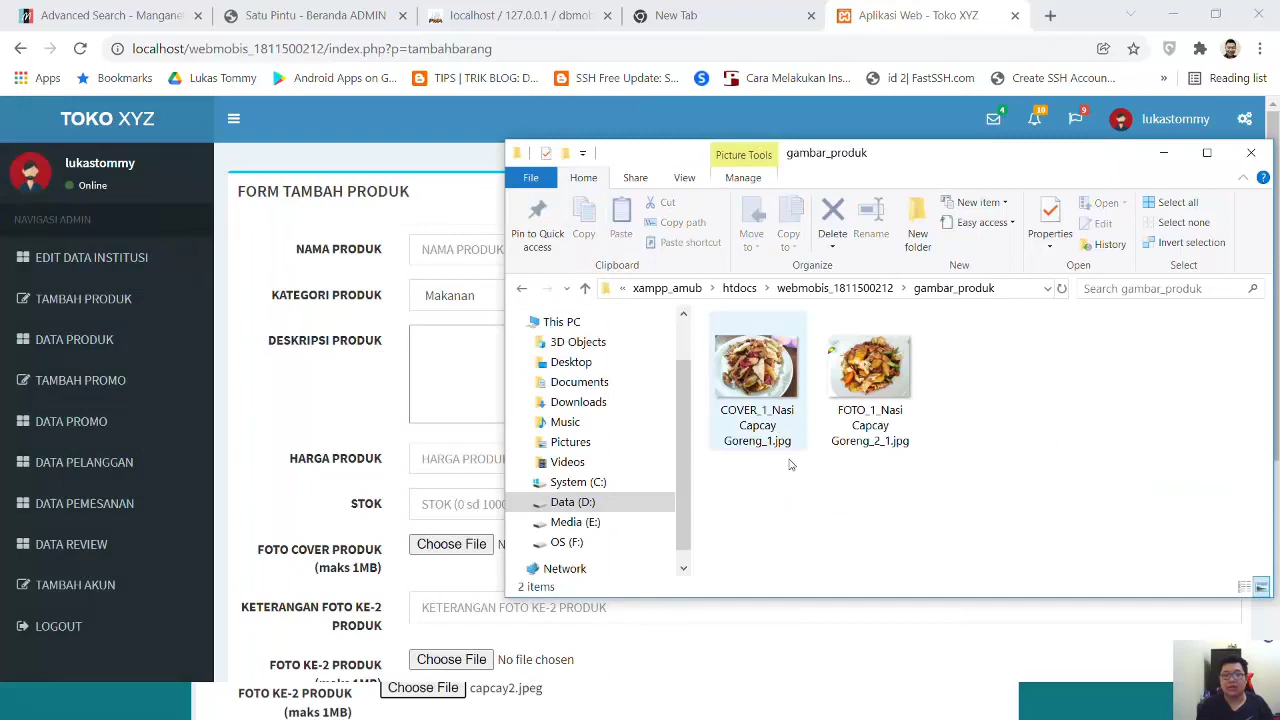 Advanced Search - Mangane
Satu Pintu - Beranda ADMIN
localhost / 127.0.0.1 / dbmob
New Tab
Aplikasi Web - Toko XYZ
localhost/webmobis_1811500212/index.php?p=tambahbarang
Apps
Bookmarks
Lukas Tommy
Android Apps on G...
TIPS | TRIK BLOG: D...
SSH Free Update: S...
Cara Melakukan Ins...
id 2| FastSSH.com
Create SSH Accoun...
»
Reading list
TOKO XYZ
4
10
9
lukastommy
lukastommy
Online
NAVIGASI ADMIN
EDIT DATA INSTITUSI
TAMBAH PRODUK
DATA PRODUK
TAMBAH PROMO
DATA PROMO
DATA PELANGGAN
DATA PEMESANAN
DATA REVIEW
TAMBAH AKUN
LOGOUT
FORM TAMBAH PRODUK
NAMA PRODUK
NAMA PRODUK
KATEGORI PRODUK
Makanan
DESKRIPSI PRODUK
HARGA PRODUK
HARGA PRODU
STOK
STOK (0 sd 1000
FOTO COVER PRODUK
(maks 1MB)
Choose File
N
KETERANGAN FOTO KE-2
PRODUK
KETERANGAN FOTO KE-2 PRODUK
FOTO KE-2 PRODUK
(maks 1MB)
Choose File
No file chosen
FOTO KE-2 PRODUK
(maks 1MB)
Choose File
capcay2.jpeg
Picture Tools
gambar_produk
File
Home
Share
View
Manage
Pin to Quick
access
Copy
Paste
Cut
Copy path
Paste shortcut
Clipboard
Move
to
Copy
to
Delete
Rename
Organize
New
folder
New item
Easy access
New
Properties
Open
Edit
History
Open
Select all
Select none
Invert selection
Select
«
xampp_amub
htdocs
webmobis_1811500212
gambar_produk
Search gambar_produk
This PC
3D Objects
Desktop
Documents
Downloads
Music
Pictures
Videos
System (C:)
Data (D:)
Media (E:)
OS (F:)
Network
COVER_1_Nasi
Capcay
Goreng_1.jpg
FOTO_1_Nasi
Capcay
Goreng_2_1.jpg
2 items